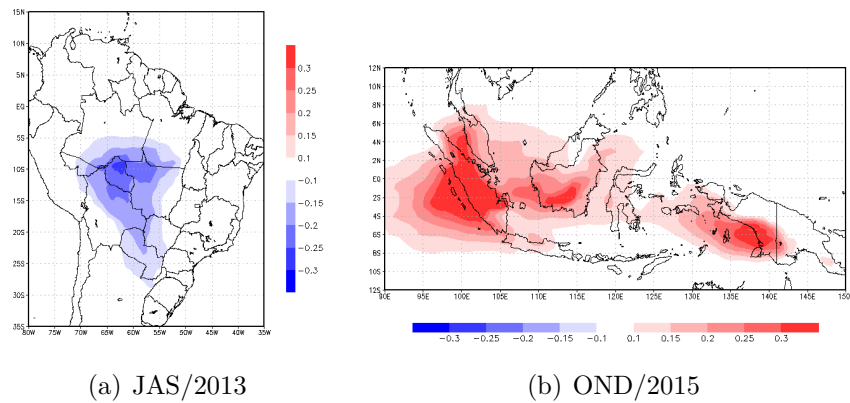 15N
10N
5N
EQ
5S
10S
15S
20S
25S
30S
35S
80W 75W 70W 65W 60W 55W 50W 45W 40W 35W
0.3
0.25
0.2
0.15
0.1
−0.1
−0.15
−0.2
−0.25
−0.3
12N
10N
8N
6N
4N
2N
EQ
2S
4S
6S
8S
10S
12S
90E 95E 100E 105E 110E 115E 120E 125E 130E 135E 140E 145E 150
−0.3 −0.25 −0.2 −0.15 −0.1 0.1 0.15 0.2 0.25 0.3
(a) JAS/2013
(b) OND/2015